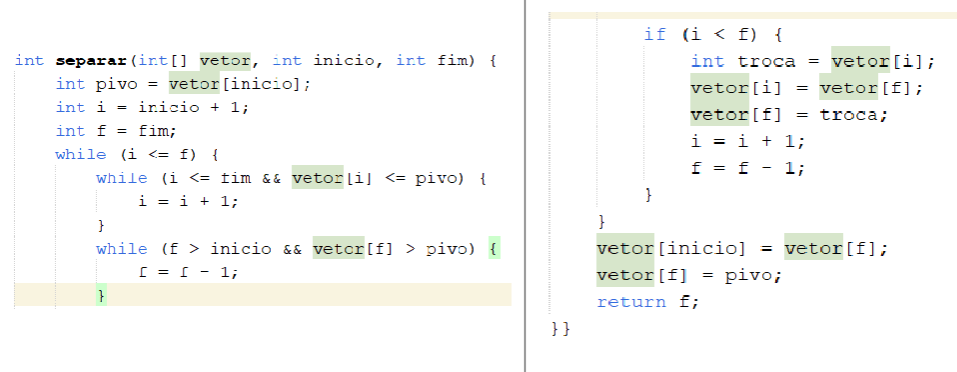 int separar(int[] vetor, int inicio, int fim) {
int pivo = vetor[inicio];
int i = inicio + 1;
int f = fim;
while (i <= f) {
while (i <= fim && vetor[i] <= pivo) {
i = i + 1;
}
while (f > inicio && vetor[f] > pivo) {
f = f - 1;
}
if (i < f) {
int troca = vetor[i];
vetor[i] = vetor[f];
vetor[f] = troca;
i = i + 1;
f = f - 1;
}
}
vetor[inicio] = vetor[f];
vetor[f] = pivo;
return f;
}}